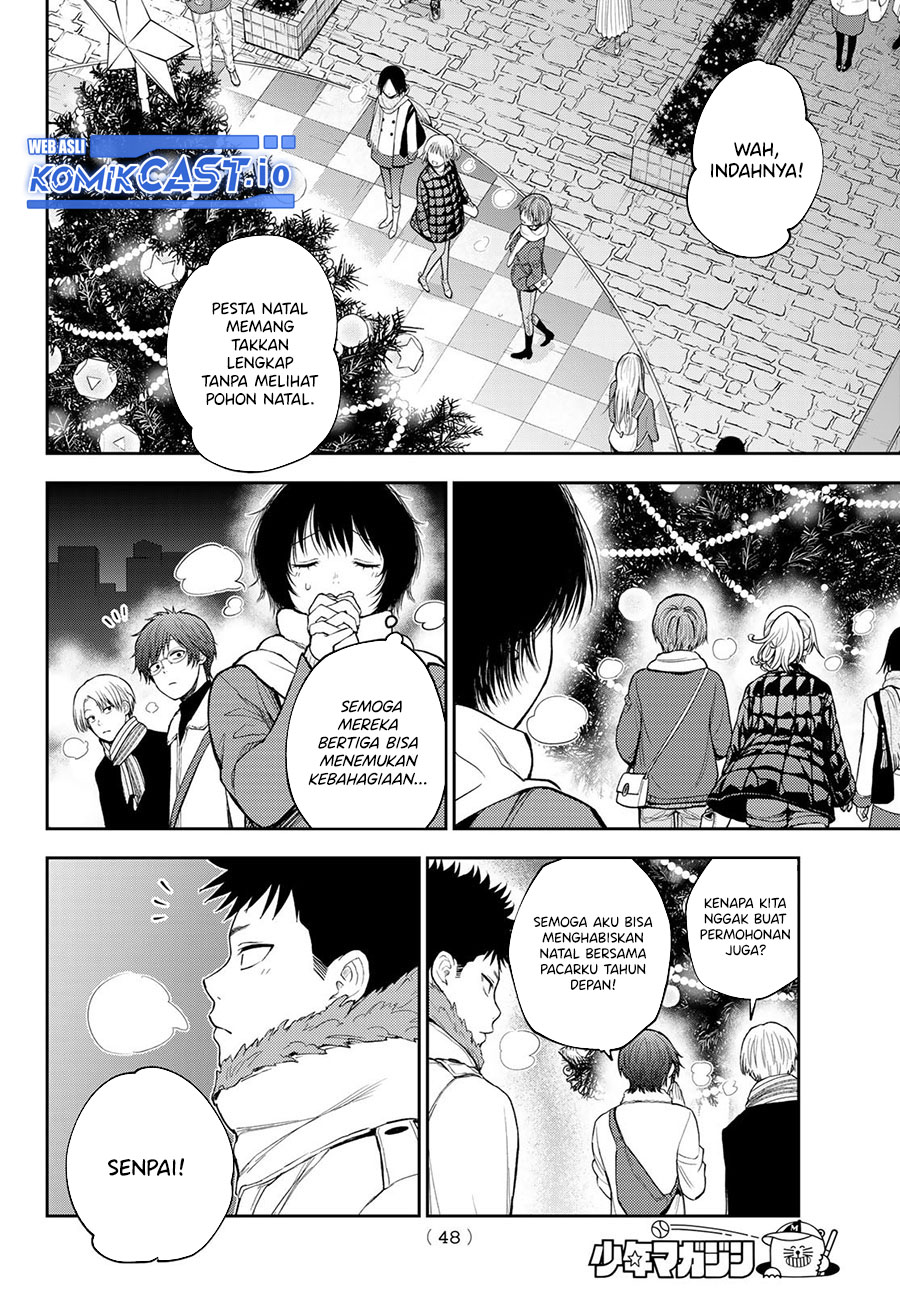 WAH,
INDAHNYA!
WEB ASLI
KOMIKCAST.iO
PESTA NATAL
MEMANG
TAKKAN
LENGKAP
TANPA MELIHAT
POHON NATAL.
SEMOGA
MEREKA
BERTIGA BISA
MENEMUKAN
KEBAHAGIAAN...
KENAPA KITA
NGGAK BUAT
PERMOHONAN
JUGA?
SEMOGA AKU BISA
MENGHABISKAN
NATAL BERSAMA
PACARKU TAHUN
DEPAN!
SENPAI!
( 48 )
少年マガジン
M